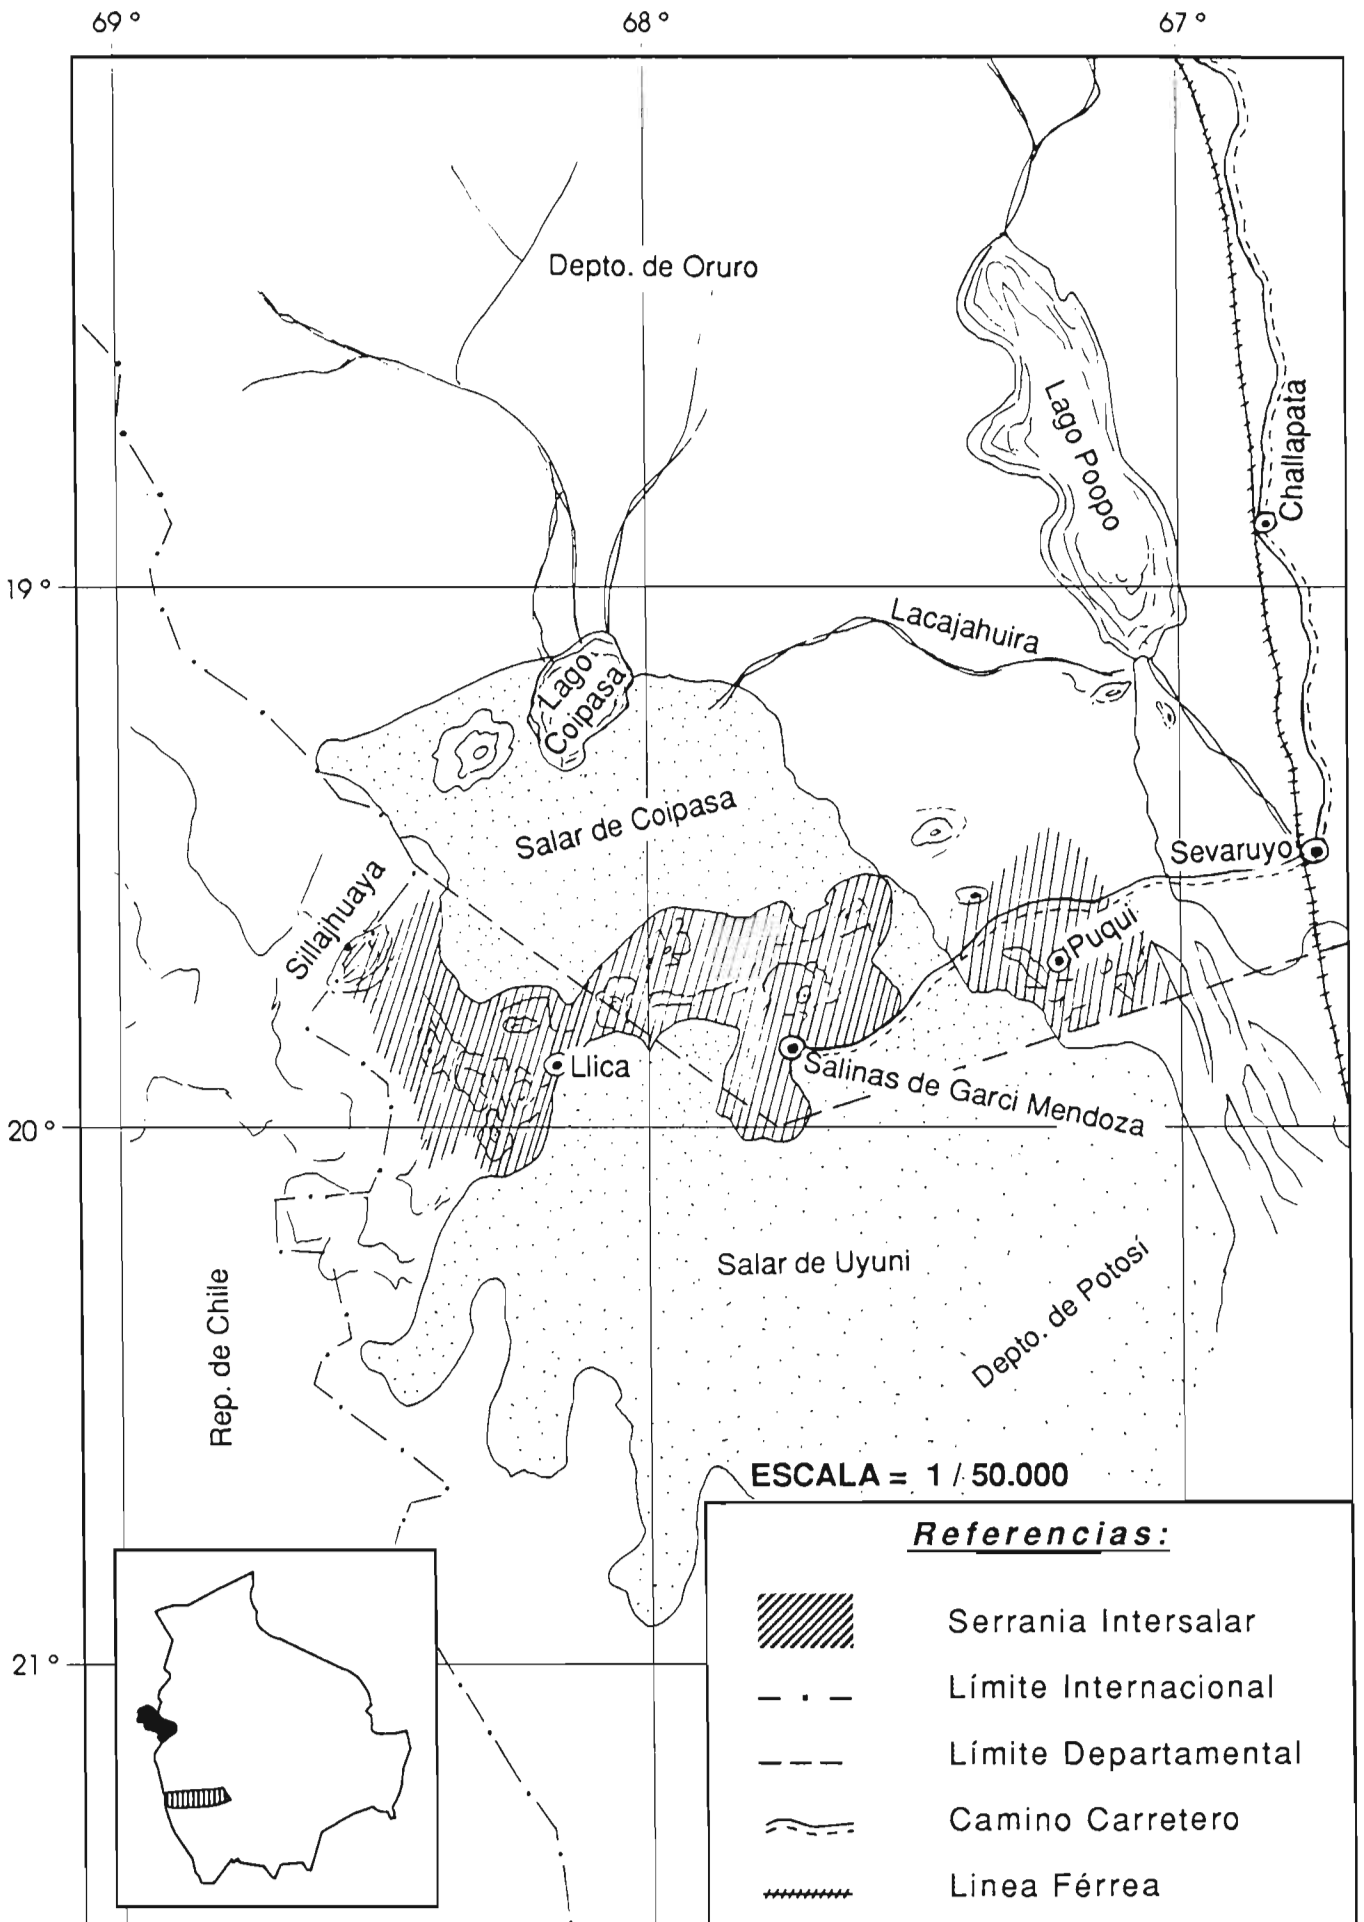 69 °
68 °
67 °
Depto. de Oruro
Lago Poopo
Challapata
19 °
Lacajahuira
Lago
Coipasa
Salar de Coipasa
Sevaruyo
Sillajhuaya
Puqui
Llica
Salinas de Garci Mendoza
20 °
Salar de Uyuni
Depto. de Potosí
Rep. de Chile
ESCALA = 1 / 50.000
Referencias:
Serrania Intersalar
21 °
Límite Internacional
Límite Departamental
Camino Carretero
Linea Férrea